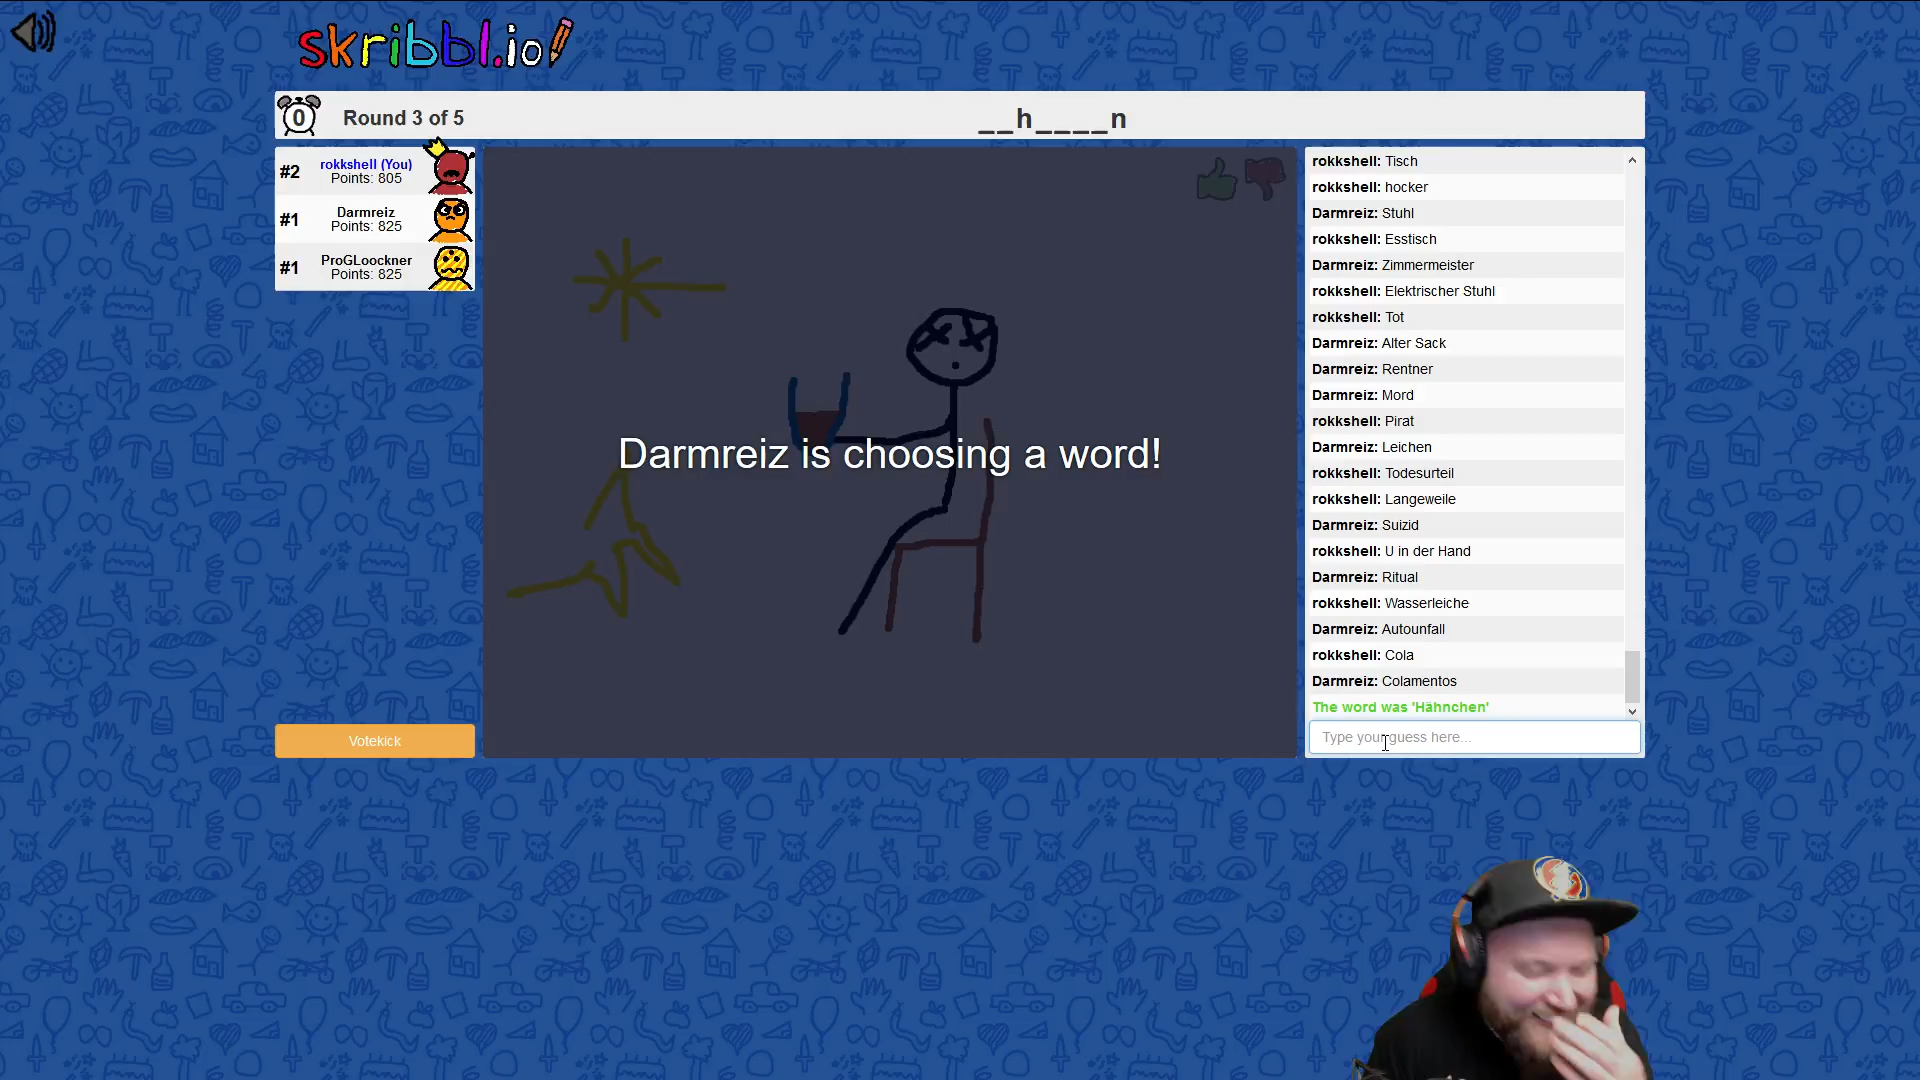 skribbl.io
0
Round 3 of 5
__h____n
#2
rokkshell (You)
Points: 805
#1
Darmreiz
Points: 825
#1
ProGLoockner
Points: 825
Votekick
Darmreiz is choosing a word!
rokkshell: Tisch
rokkshell: hocker
Darmreiz: Stuhl
rokkshell: Esstisch
Darmreiz: Zimmermeister
rokkshell: Elektrischer Stuhl
rokkshell: Tot
Darmreiz: Alter Sack
Darmreiz: Rentner
Darmreiz: Mord
rokkshell: Pirat
Darmreiz: Leichen
rokkshell: Todesurteil
rokkshell: Langeweile
Darmreiz: Suizid
rokkshell: U in der Hand
Darmreiz: Ritual
rokkshell: Wasserleiche
Darmreiz: Autounfall
rokkshell: Cola
Darmreiz: Colamentos
The word was 'Hähnchen'
Type your guess here...